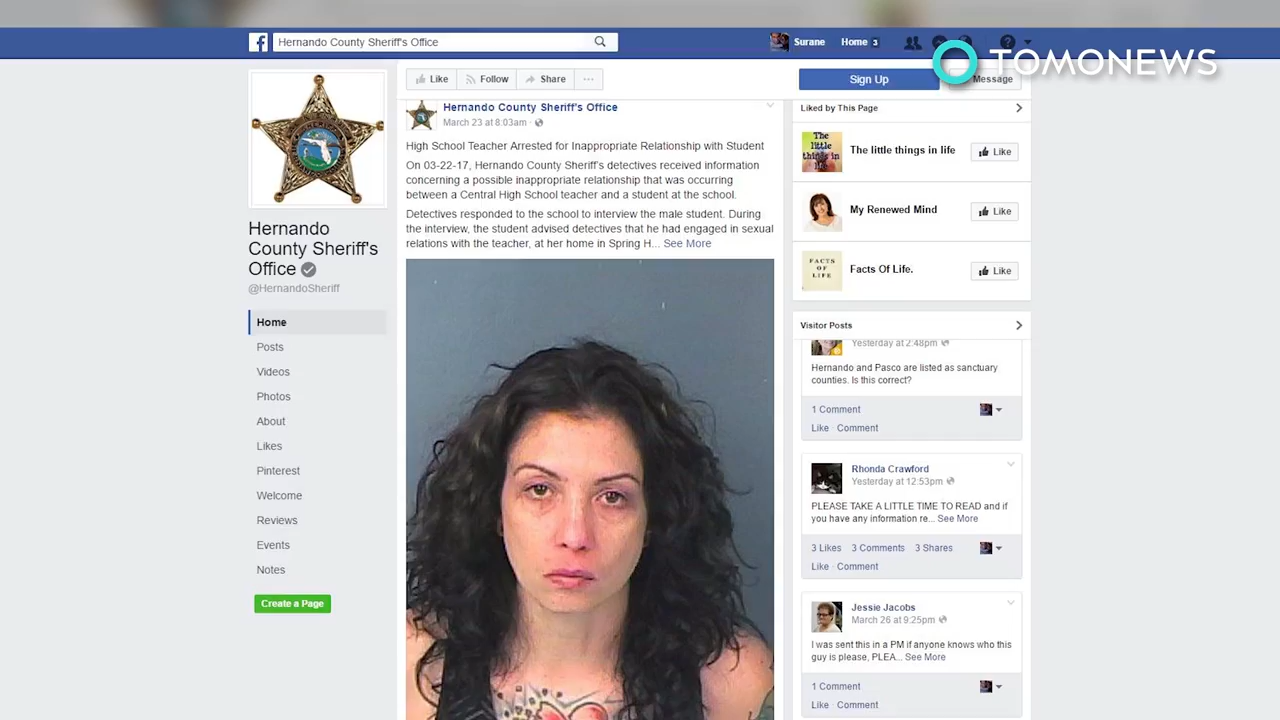 TOMONEWS
Hernando County Sheriff's Office
Surane
Home 3
Like
Follow
Share
Sign Up
Message
Hernando County Sheriff's Office
March 23 at 8:03am
High School Teacher Arrested for Inappropriate Relationship with Student
On 03-22-17, Hernando County Sheriff's detectives received information
concerning a possible inappropriate relationship that was occurring
between a Central High School teacher and a student at the school.
Detectives responded to the school to interview the male student. During
the interview, the student advised detectives that he had engaged in sexual
relations with the teacher, at her home in Spring H... See More
Hernando
County Sheriff's
Office
@HernandoSheriff
Home
Posts
Videos
Photos
About
Likes
Pinterest
Welcome
Reviews
Events
Notes
Create a Page
Liked by This Page
The
little
things in
life
The little things in life
Like
My Renewed Mind
Like
FACTS
OF
LIFE
Facts Of Life.
Like
Visitor Posts
Yesterday at 2:48pm
Hernando and Pasco are listed as sanctuary
counties. Is this correct?
1 Comment
Like · Comment
Rhonda Crawford
Yesterday at 12:53pm
PLEASE TAKE A LITTLE TIME TO READ and if
you have any information re... See More
3 Likes 3 Comments 3 Shares
Like · Comment
Jessie Jacobs
March 26 at 9:25pm
I was sent this in a PM if anyone knows who this
guy is please, PLEA... See More
1 Comment
Like · Comment